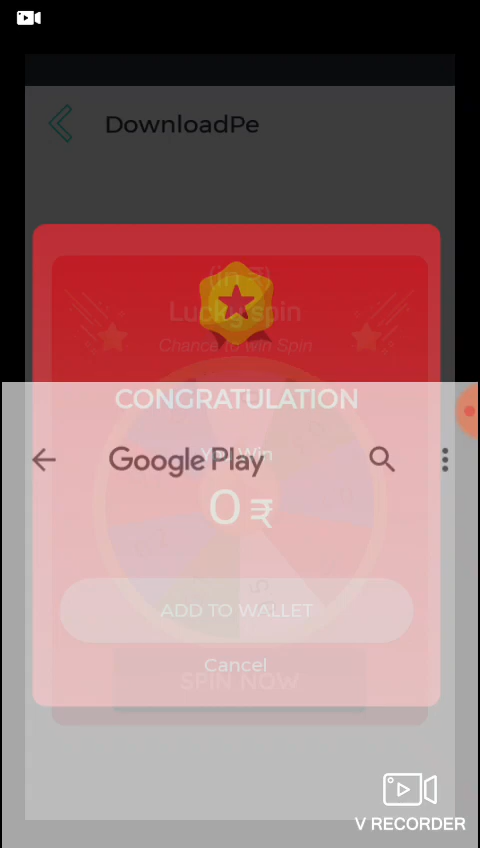 DownloadPe
Lucky spin
Chance to win Spin
CONGRATULATION
You Win
Google Play
0 ₹
ADD TO WALLET
Cancel
SPIN NOW
V RECORDER